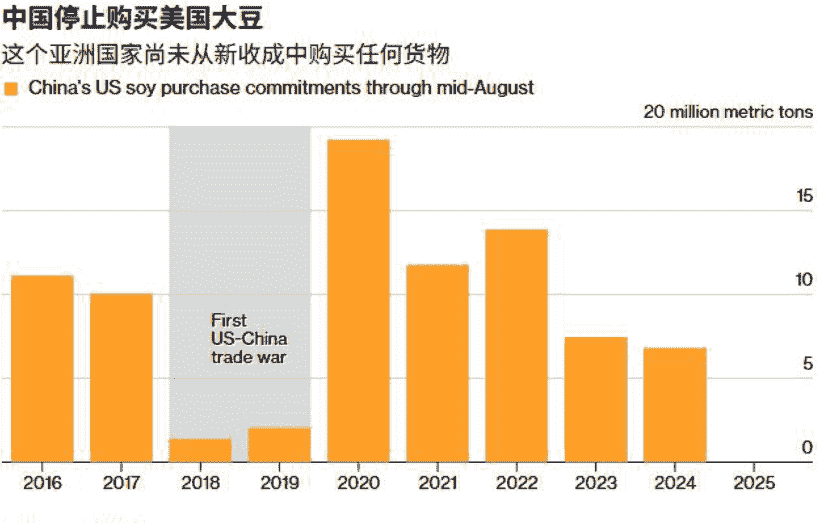 中国停止购买美国大豆
这个亚洲国家尚未从新收成中购买任何货物
China's US soy purchase commitments through mid-August
20 million metric tons
15
10
5
0
First
US-China
trade war
2016 2017 2018 2019 2020 2021 2022 2023 2024 2025